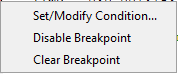 Set/Modify Condition...
Disable Breakpoint
Clear Breakpoint